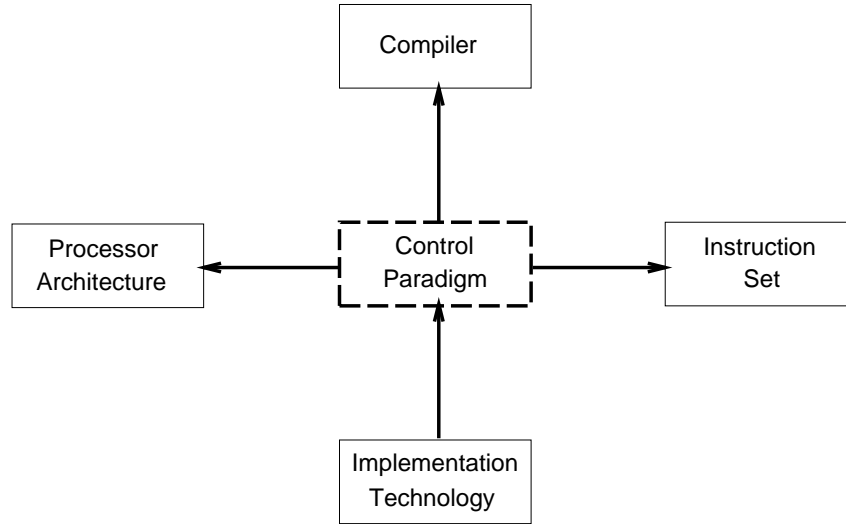 Compiler
Processor
Architecture
Control
Paradigm
Instruction
Set
Implementation
Technology